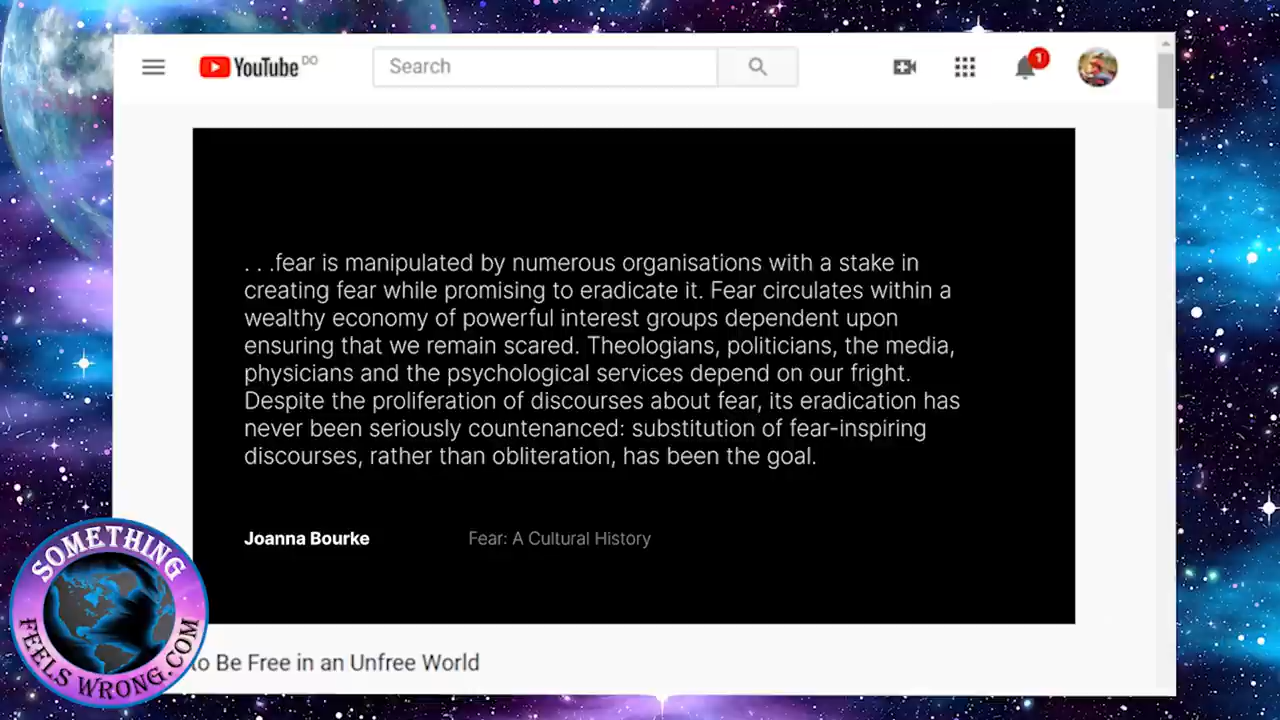 YouTube DO
Search
1
. . .fear is manipulated by numerous organisations with a stake in
creating fear while promising to eradicate it. Fear circulates within a
wealthy economy of powerful interest groups dependent upon
ensuring that we remain scared. Theologians, politicians, the media,
physicians and the psychological services depend on our fright.
Despite the proliferation of discourses about fear, its eradication has
never been seriously countenanced: substitution of fear-inspiring
discourses, rather than obliteration, has been the goal.
Joanna Bourke Fear: A Cultural History
to Be Free in an Unfree World
SOMETHING
FEELS WRONG.COM